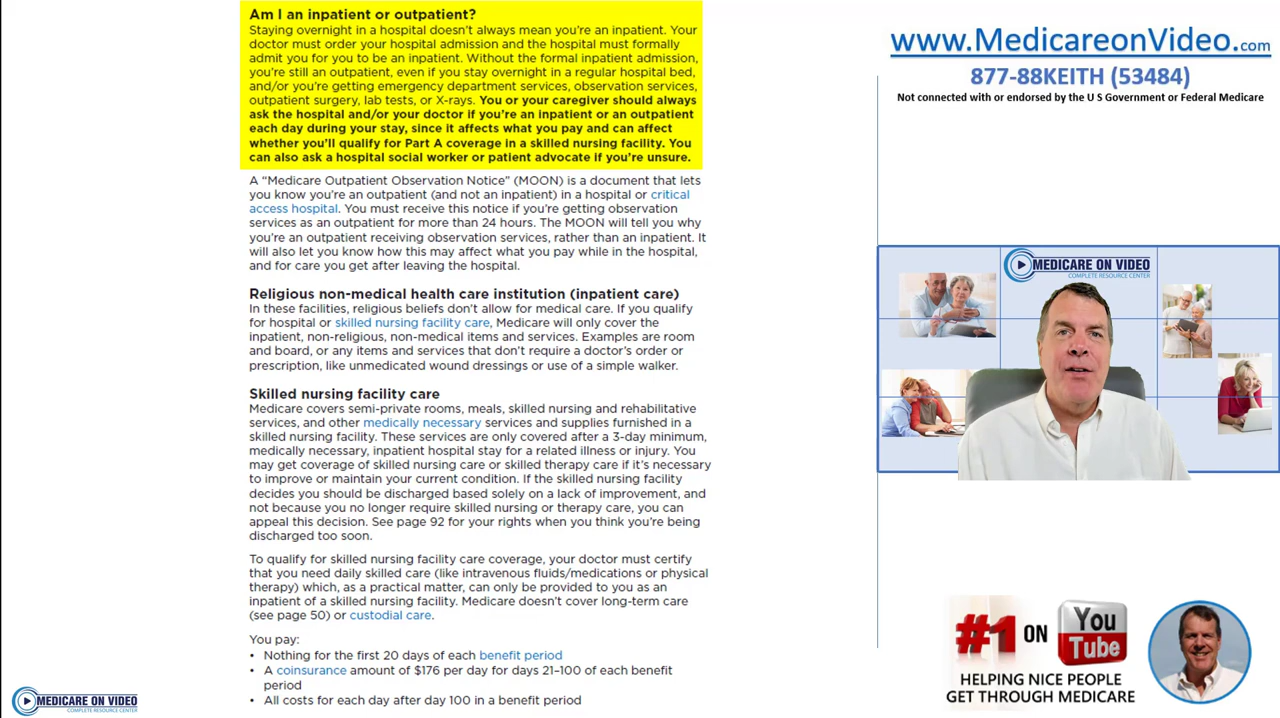 Am I an inpatient or outpatient?
Staying overnight in a hospital doesn't always mean you're an inpatient. Your
doctor must order your hospital admission and the hospital must formally
admit you for you to be an inpatient. Without the formal inpatient admission,
you're still an outpatient, even if you stay overnight in a regular hospital bed,
and/or you're getting emergency department services, observation services,
outpatient surgery, lab tests, or X-rays. You or your caregiver should always
ask the hospital and/or your doctor if you're an inpatient or an outpatient
each day during your stay, since it affects what you pay and can affect
whether you'll qualify for Part A coverage in a skilled nursing facility. You
can also ask a hospital social worker or patient advocate if you're unsure.
A “Medicare Outpatient Observation Notice” (MOON) is a document that lets
you know you're an outpatient (and not an inpatient) in a hospital or critical
access hospital. You must receive this notice if you're getting observation
services as an outpatient for more than 24 hours. The MOON will tell you why
you're an outpatient receiving observation services, rather than an inpatient. It
will also let you know how this may affect what you pay while in the hospital,
and for care you get after leaving the hospital.
Religious non-medical health care institution (inpatient care)
In these facilities, religious beliefs don't allow for medical care. If you qualify
for hospital or skilled nursing facility care, Medicare will only cover the
inpatient, non-religious, non-medical items and services. Examples are room
and board, or any items and services that don't require a doctor's order or
prescription, like unmedicated wound dressings or use of a simple walker.
Skilled nursing facility care
Medicare covers semi-private rooms, meals, skilled nursing and rehabilitative
services, and other medically necessary services and supplies furnished in a
skilled nursing facility. These services are only covered after a 3-day minimum,
medically necessary, inpatient hospital stay for a related illness or injury. You
may get coverage of skilled nursing care or skilled therapy care if it's necessary
to improve or maintain your current condition. If the skilled nursing facility
decides you should be discharged based solely on a lack of improvement, and
not because you no longer require skilled nursing or therapy care, you can
appeal this decision. See page 92 for your rights when you think you're being
discharged too soon.
To qualify for skilled nursing facility care coverage, your doctor must certify
that you need daily skilled care (like intravenous fluids/medications or physical
therapy) which, as a practical matter, can only be provided to you as an
inpatient of a skilled nursing facility. Medicare doesn't cover long-term care
(see page 50) or custodial care.
You pay:
• Nothing for the first 20 days of each benefit period
• A coinsurance amount of $176 per day for days 21–100 of each benefit
period
• All costs for each day after day 100 in a benefit period
MEDICARE ON VIDEO
COMPLETE RESOURCE CENTER
www.MedicareonVideo.com
877-88KEITH (53484)
Not connected with or endorsed by the U S Government or Federal Medicare
MEDICARE ON VIDEO
COMPLETE RESOURCE CENTER
#1 ON You Tube
HELPING NICE PEOPLE
GET THROUGH MEDICARE